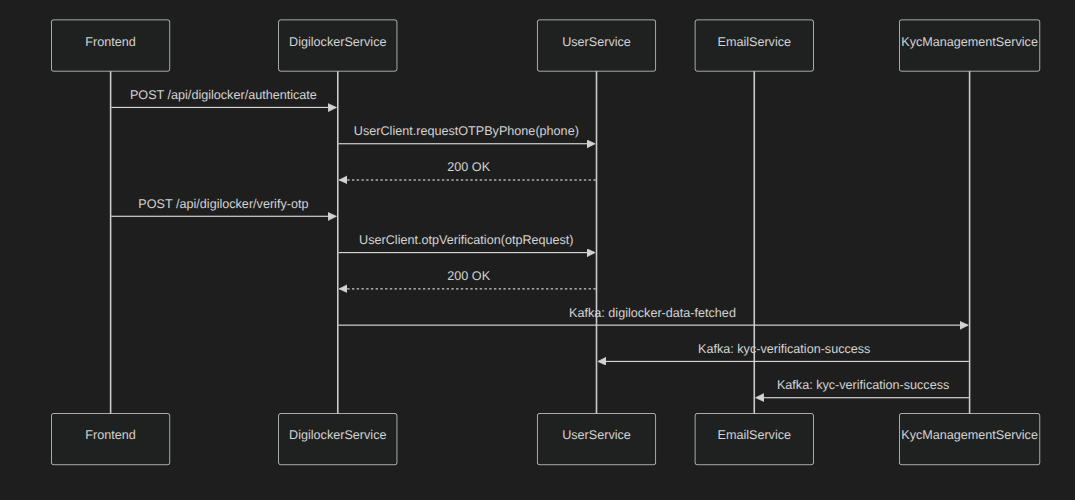 Frontend
DigilockerService
UserService
EmailService
KycManagementService
POST /api/digilocker/authenticate
UserClient.requestOTPByPhone(phone)
200 OK
POST /api/digilocker/verify-otp
UserClient.otpVerification(otpRequest)
200 OK
Kafka: digilocker-data-fetched
Kafka: kyc-verification-success
Kafka: kyc-verification-success
Frontend
DigilockerService
UserService
EmailService
KycManagementService